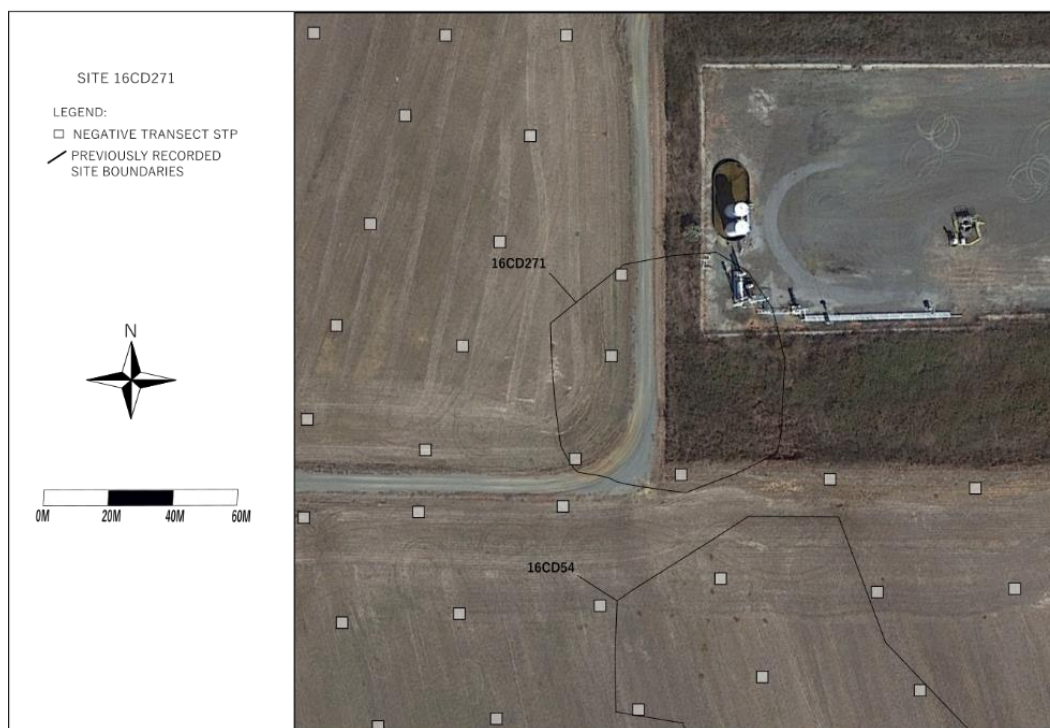 SITE 16CD271
LEGEND:
NEGATIVE TRANSECT STP
PREVIOUSLY RECORDED
SITE BOUNDARIES
N
0M 20M 40M 60M
16CD271
16CD54